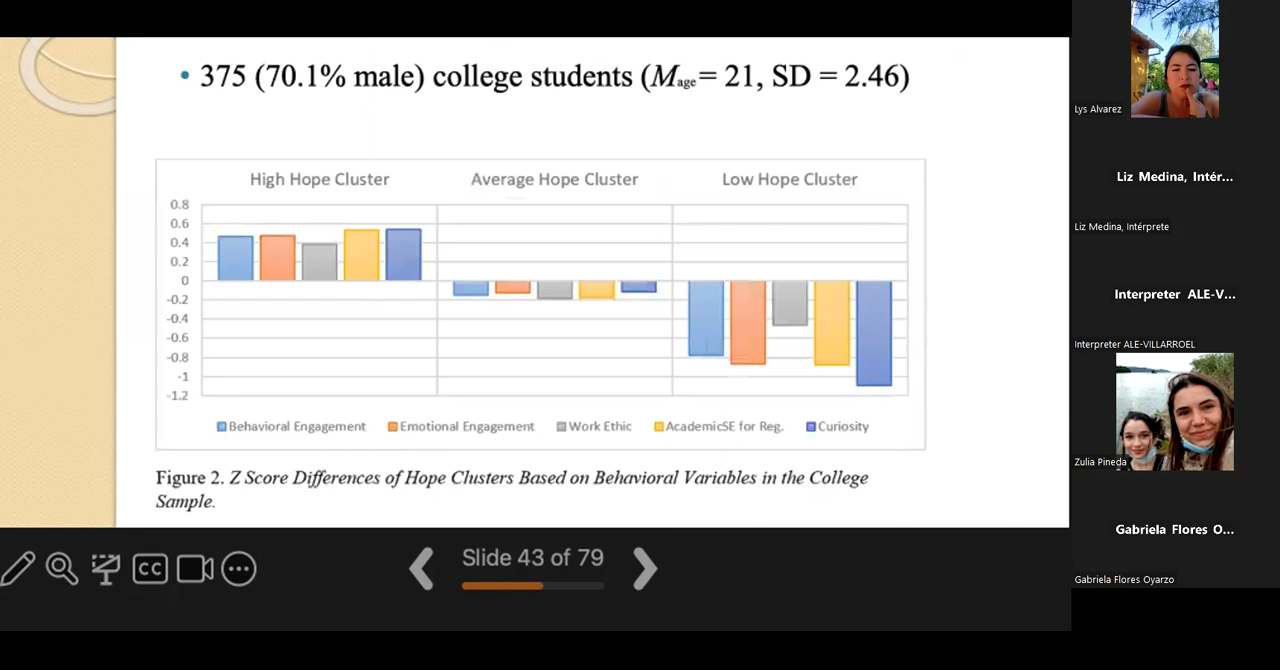 • 375 (70.1% male) college students (Mage= 21, SD = 2.46)
High Hope Cluster
Average Hope Cluster
Low Hope Cluster
0.8
0.6
0.4
0.2
0
-0.2
-0.4
-0.6
-0.8
-1
-1.2
Behavioral Engagement
Emotional Engagement
Work Ethic
AcademicSE for Reg.
Curiosity
Figure 2. Z Score Differences of Hope Clusters Based on Behavioral Variables in the College
Sample.
CC
Slide 43 of 79
Lys Alvarez
Liz Medina, Intér...
Liz Medina, Intérprete
Interpreter ALE-V...
Interpreter ALE-VILLARROEL
Zulia Pineda
Gabriela Flores O...
Gabriela Flores Oyarzo